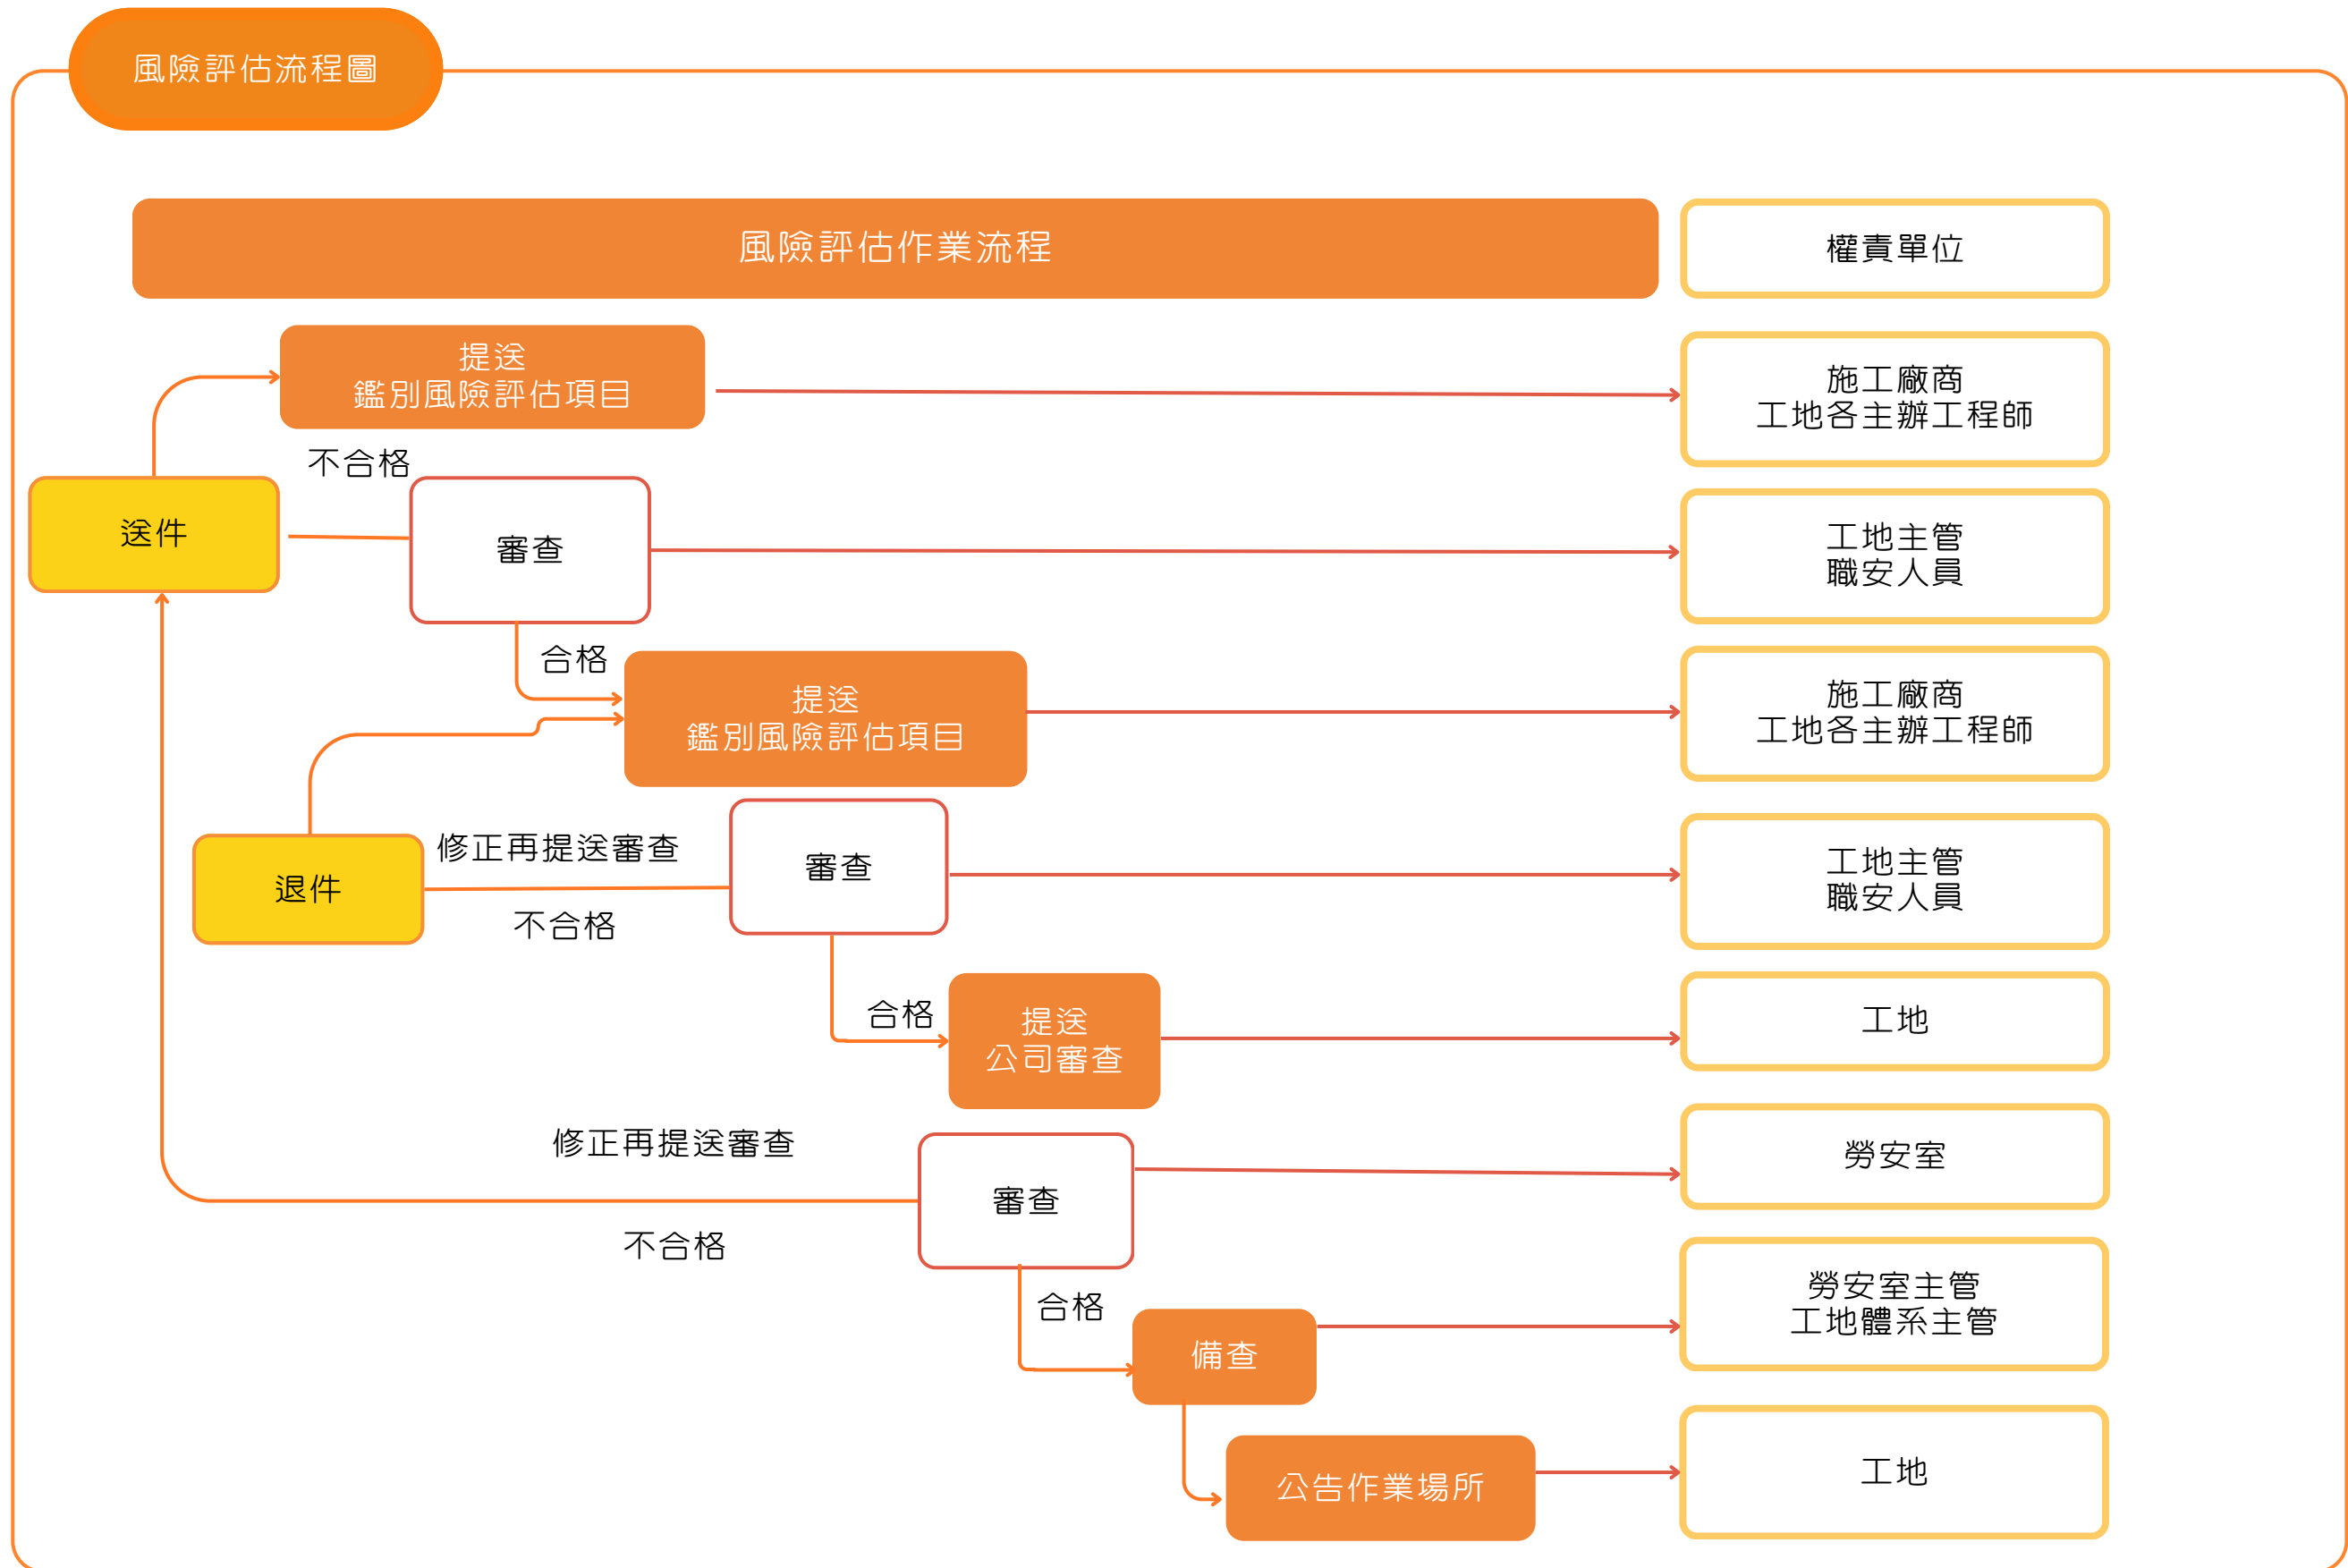 風險評估流程圖
風險評估作業流程
權責單位
提送
鑑別風險評估項目
施工廠商
工地各主辦工程師
不合格
送件
審查
工地主管
職安人員
合格
提送
鑑別風險評估項目
施工廠商
工地各主辦工程師
修正再提送審查
退件
審查
不合格
工地主管
職安人員
合格
提送
公司審查
工地
修正再提送審查
審查
不合格
勞安室
合格
備查
勞安室主管
工地體系主管
公告作業場所
工地